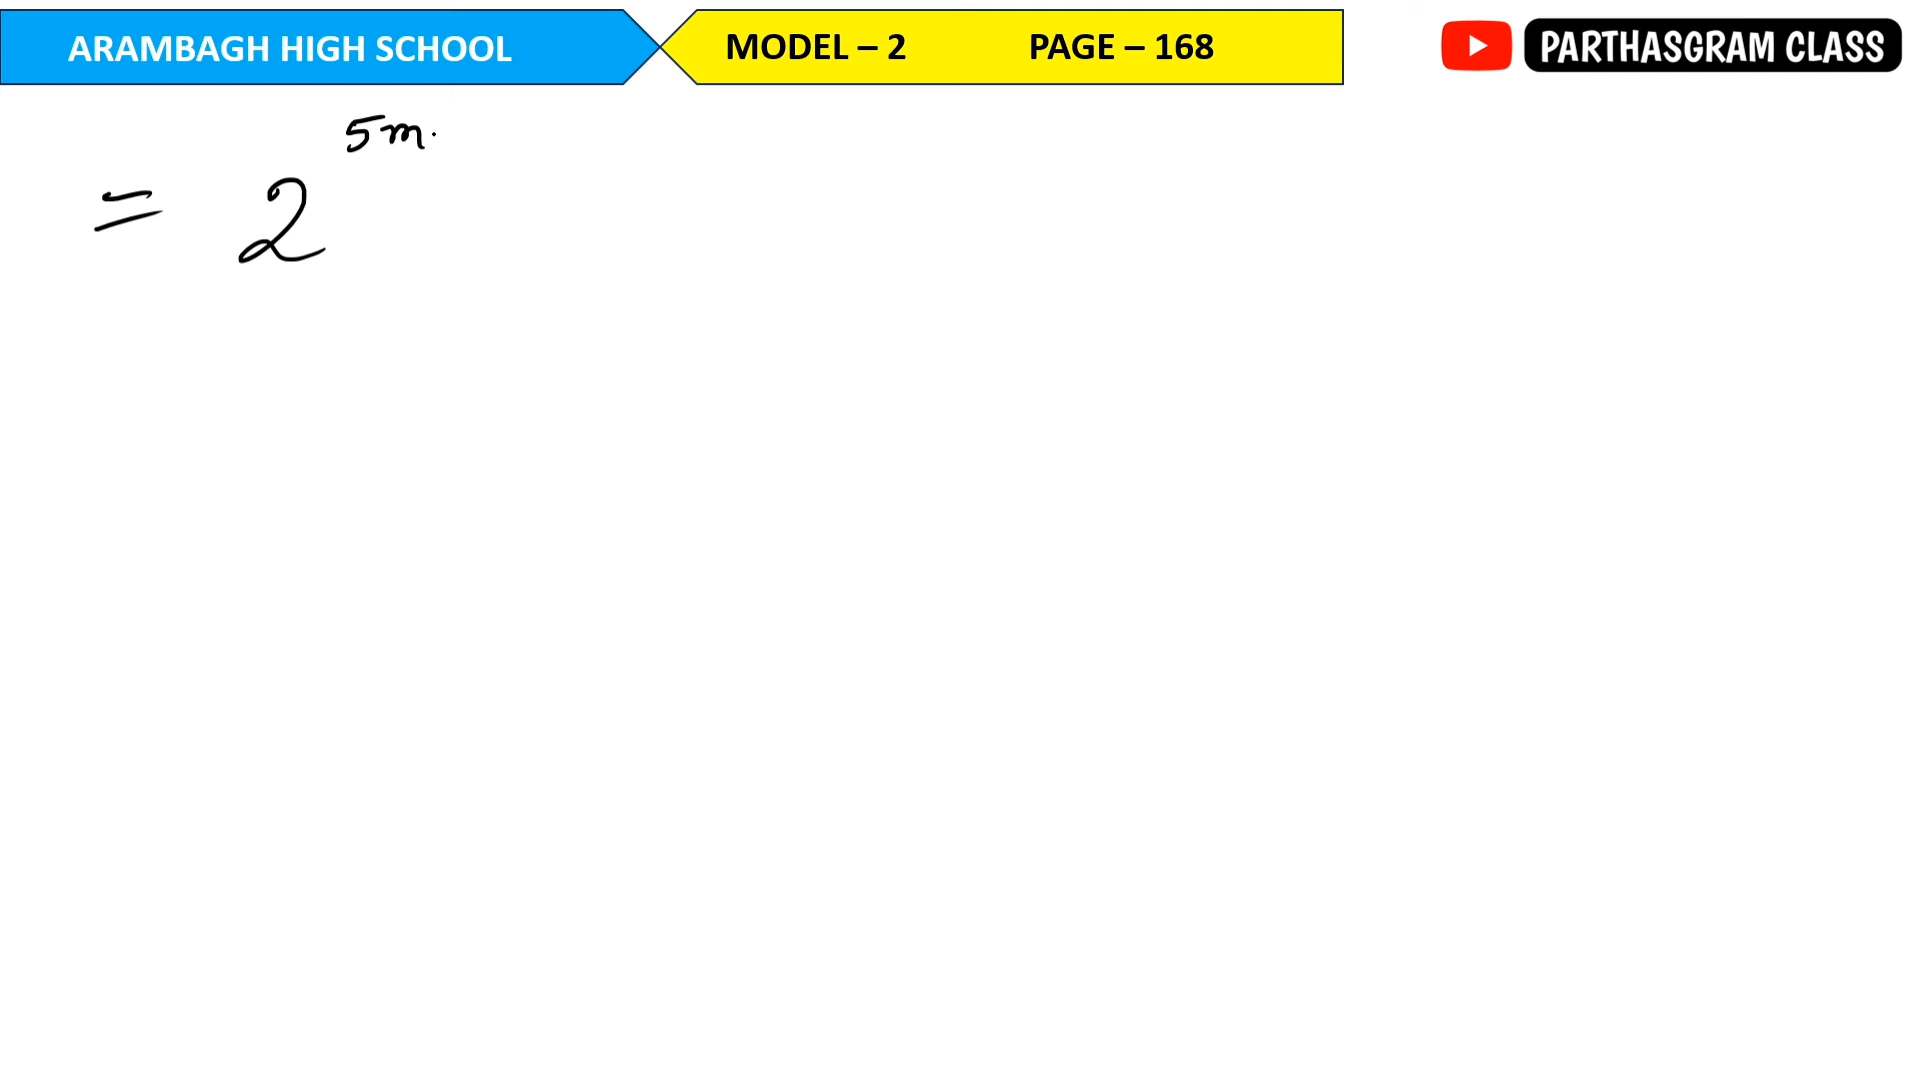 ARAMBAGH HIGH SCHOOL MODEL – 2 PAGE – 168 PARTHASGRAM CLASS
= 2^5m.